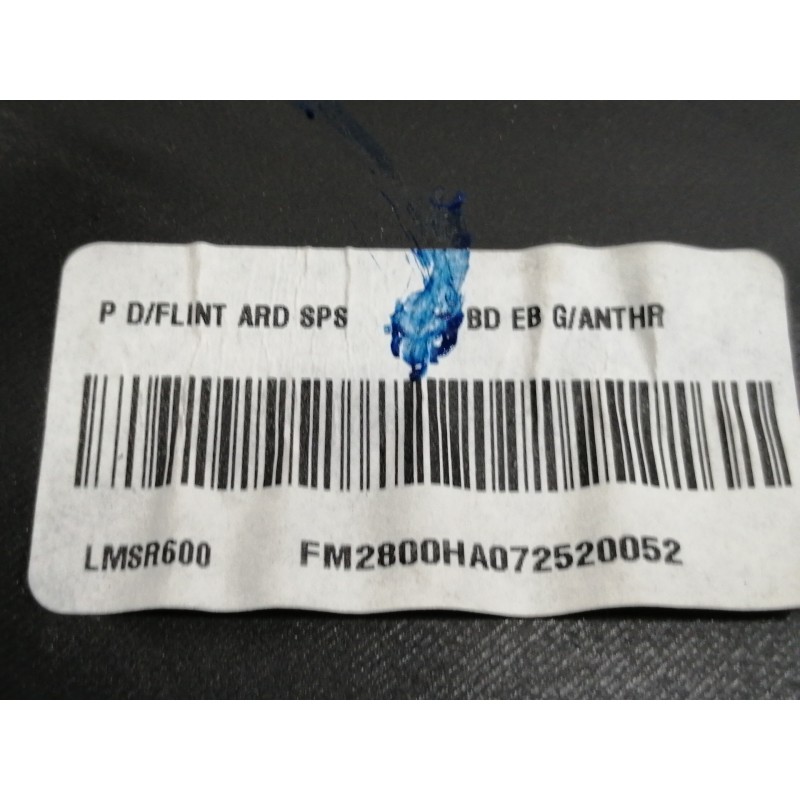 P D/FLINT ARD SPS BD EB G/ANTHR
LMSR600 FM2800HA072520052